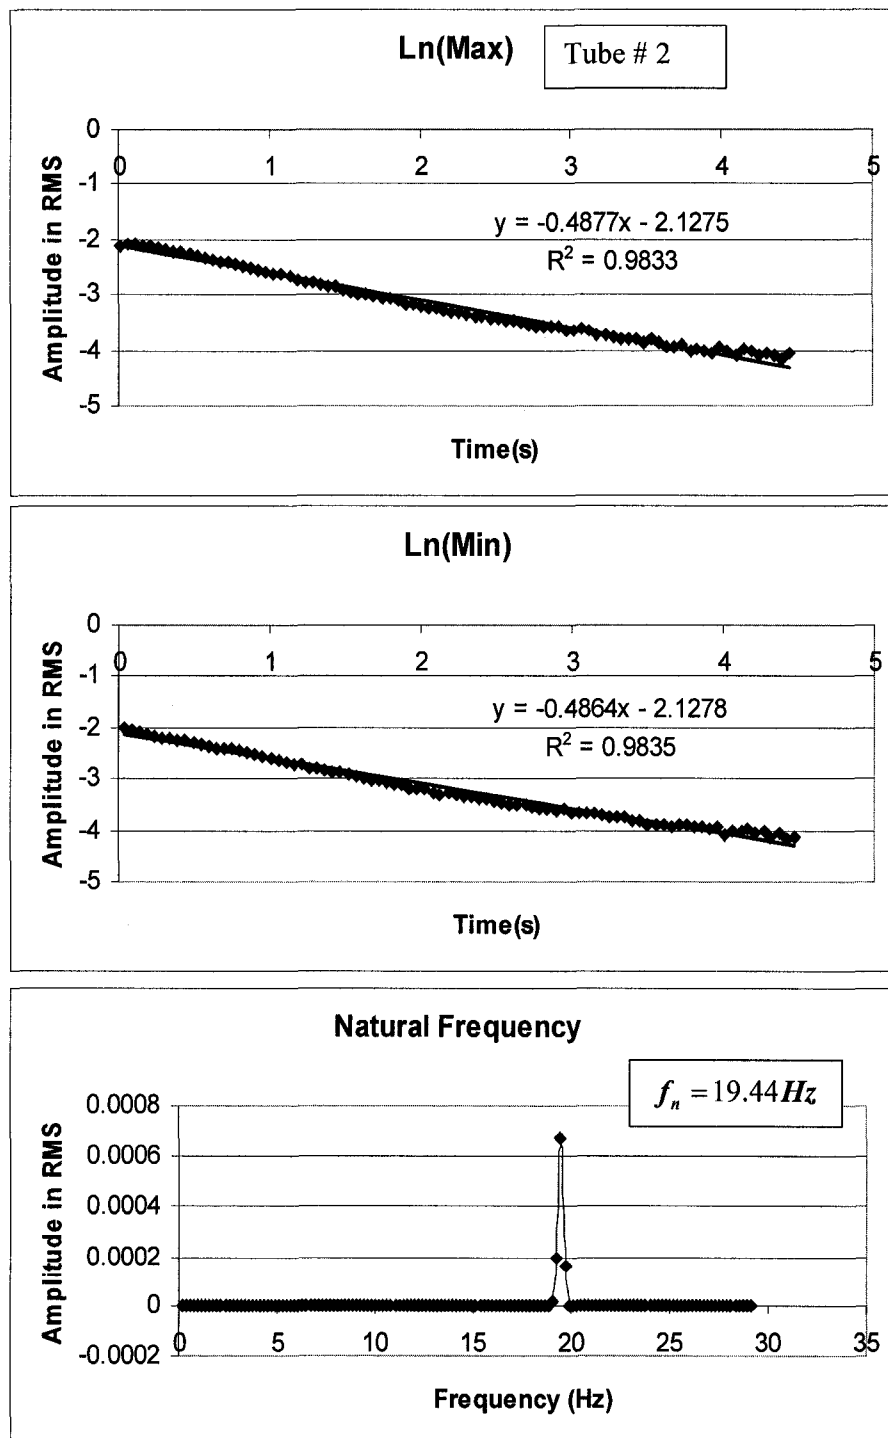 Ln(Max)
Tube # 2
0
0 1 2 3 4 5
-1
-2
-3
-4
-5
y = -0.4877x - 2.1275
R² = 0.9833
Amplitude in RMS
Time(s)
Ln(Min)
0
0 1 2 3 4 5
-1
-2
-3
-4
-5
y = -0.4864x - 2.1278
R² = 0.9835
Amplitude in RMS
Time(s)
Natural Frequency
fₙ = 19.44Hz
0.0008
0.0006
0.0004
0.0002
0
-0.0002
0 5 10 15 20 25 30 35
Amplitude in RMS
Frequency (Hz)